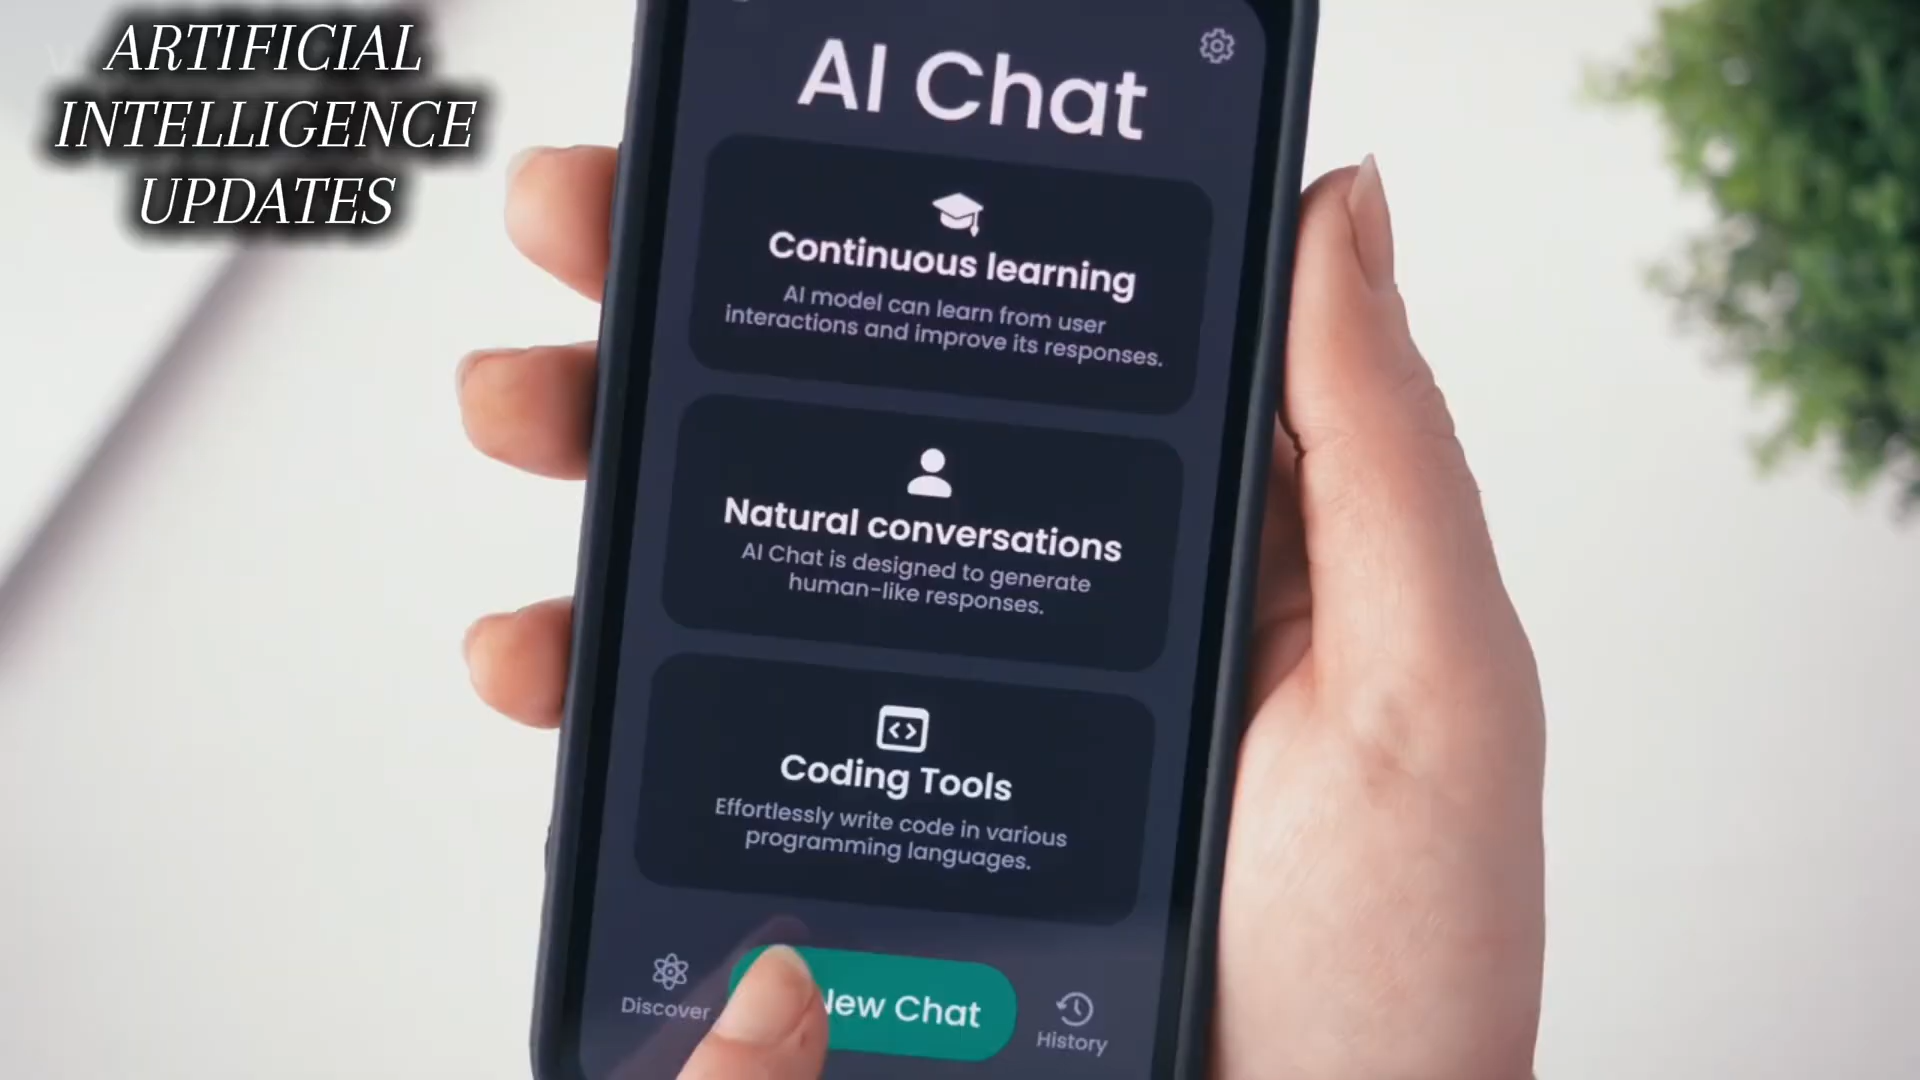 ARTIFICIAL
INTELLIGENCE
UPDATES
AI Chat
Continuous learning
AI model can learn from user
interactions and improve its responses.
Natural conversations
AI Chat is designed to generate
human-like responses.
Coding Tools
Effortlessly write code in various
programming languages.
Discover
New Chat
History